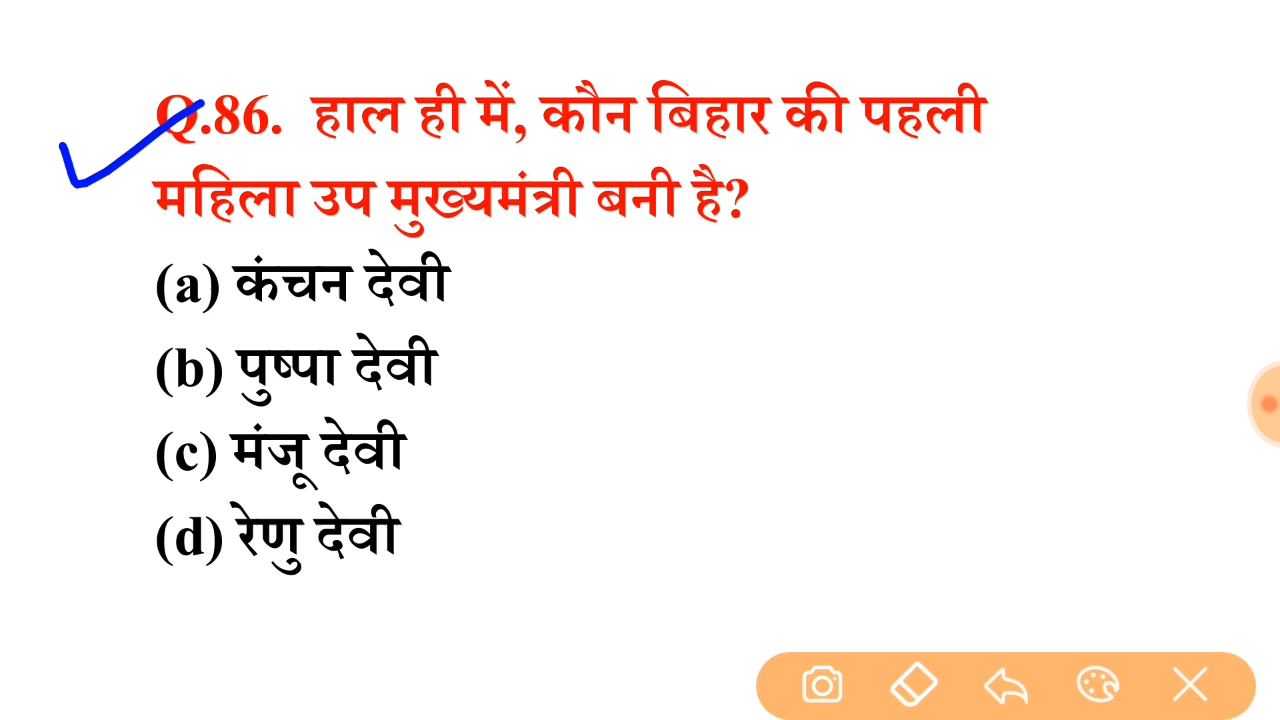 Q.86. हाल ही में, कौन बिहार की पहली
महिला उप मुख्यमंत्री बनी है?
(a) कंचन देवी
(b) पुष्पा देवी
(c) मंजू देवी
(d) रेणु देवी